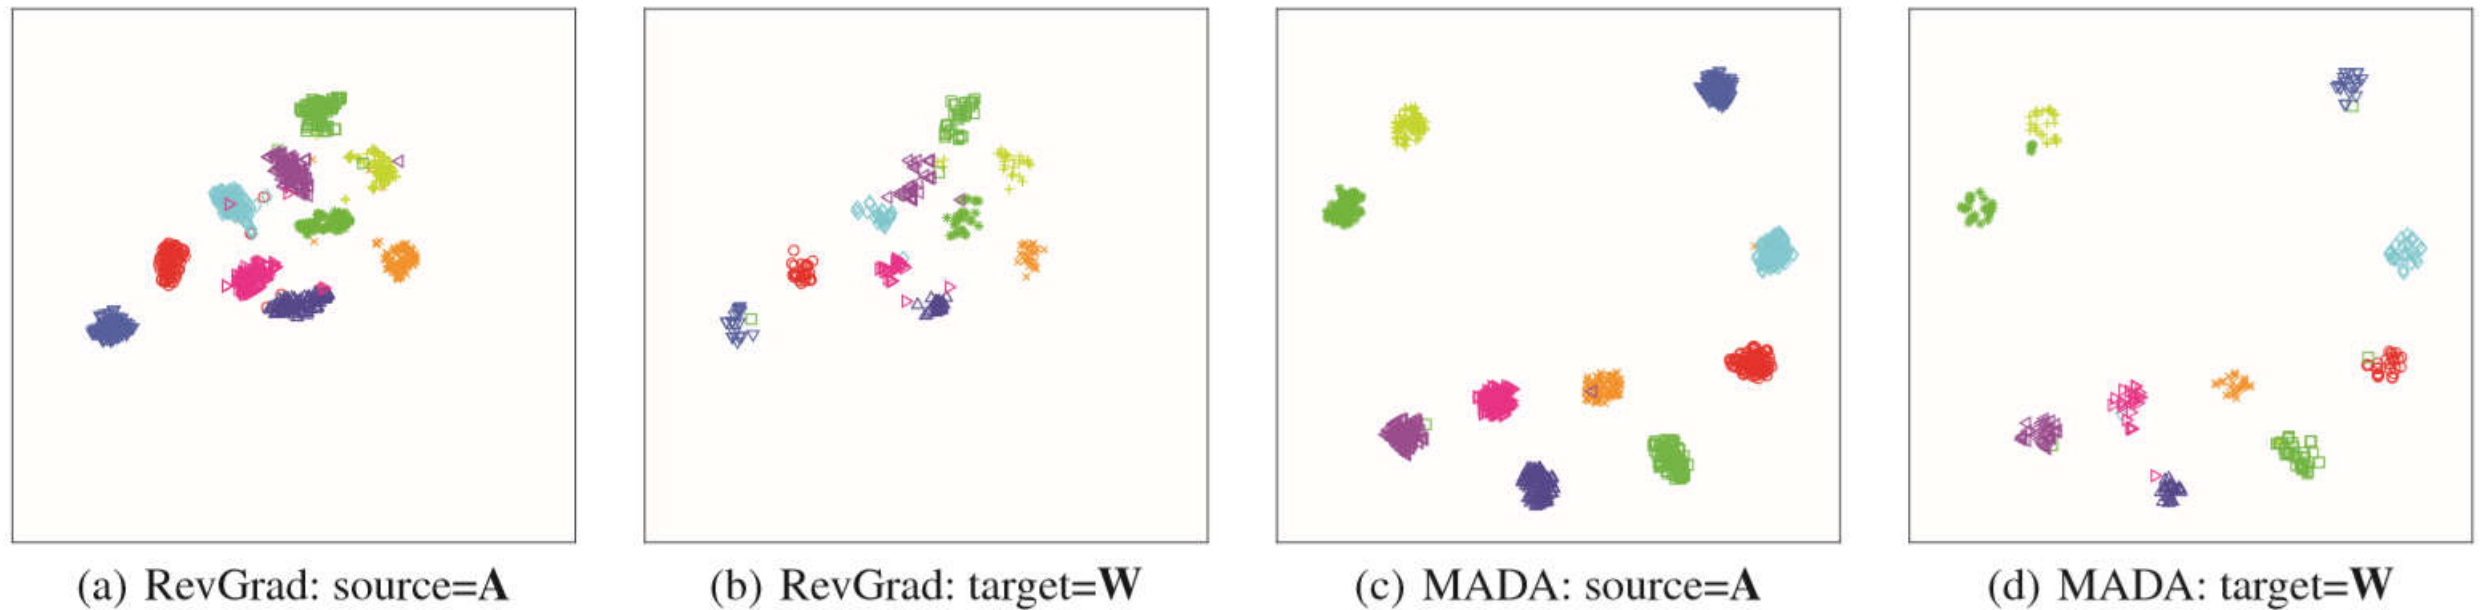 (a) RevGrad: source=A
(b) RevGrad: target=W
(c) MADA: source=A
(d) MADA: target=W